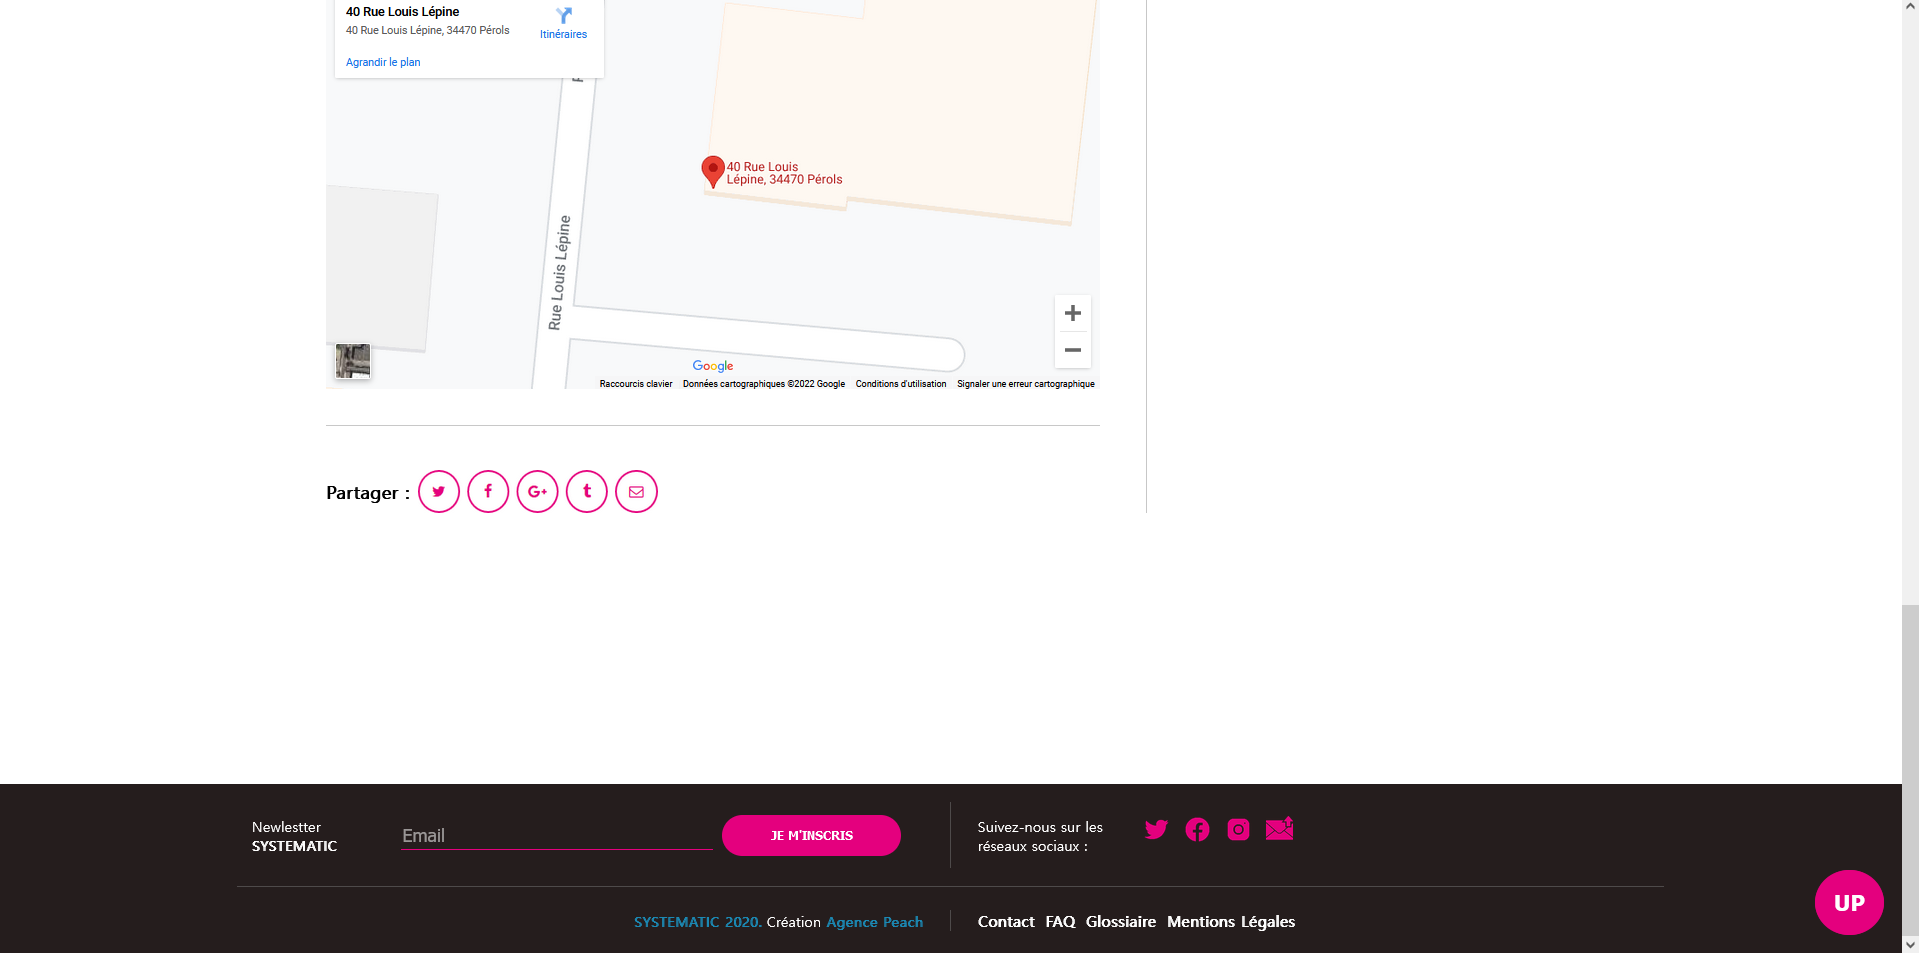 40 Rue Louis Lépine
40 Rue Louis Lépine, 34470 Pérols
Itinéraires
Agrandir le plan
40 Rue Louis
Lépine, 34470 Pérols
Rue Louis Lépine
Google
Raccourcis clavier Données cartographiques ©2022 Google Conditions d'utilisation Signaler une erreur cartographique
Partager :
Newlestter
SYSTEMATIC
Email
JE M'INSCRIS
Suivez-nous sur les
réseaux sociaux :
UP
SYSTEMATIC 2020. Création Agence Peach
Contact FAQ Glossiaire Mentions Légales